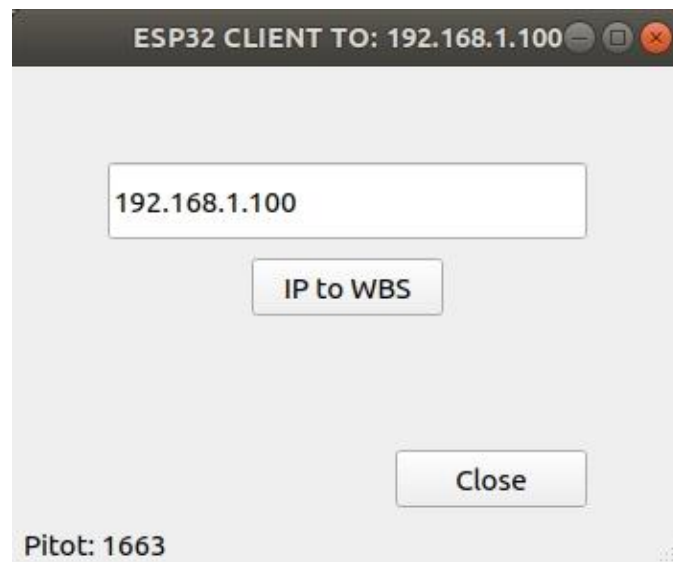 ESP32 CLIENT TO: 192.168.1.100
192.168.1.100
IP to WBS
Close
Pitot: 1663